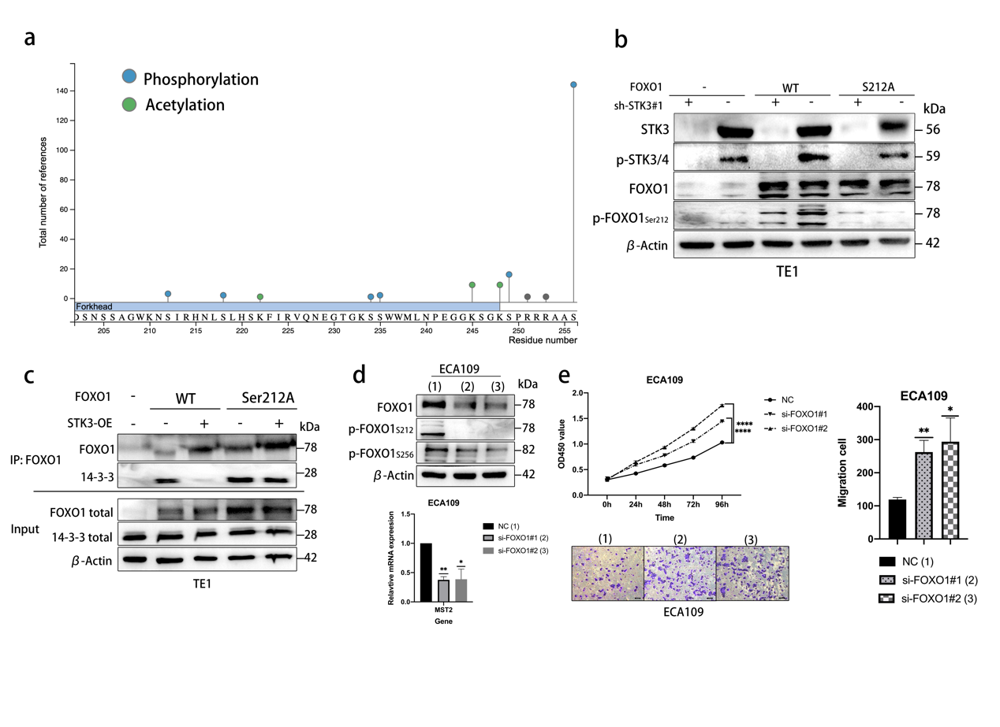 a
Phosphorylation
Acetylation
Total number of references
140
120
100
80
60
40
20
0
Forkhead
D S N S S A G W K N S I R H N L S L H S K F I R V Q N E G T G K S S W W M L N P E G G K S G K S P R R R A A S
205 210 215 220 225 230 235 240 245 250 255
Residue number
b
FOXO1 - WT S212A
sh-STK3#1 + - + - + - kDa
STK3 56
p-STK3/4 59
FOXO1 78
p-FOXO1Ser212 78
β-Actin 42
TE1
c
FOXO1 - WT Ser212A
STK3-OE - - + - + kDa
IP: FOXO1
FOXO1 78
14-3-3 28
Input
FOXO1 total 78
14-3-3 total 28
β-Actin 42
TE1
d
ECA109
(1) (2) (3) kDa
FOXO1 78
p-FOXO1S212 78
p-FOXO1S256 82
β-Actin 42
ECA109
Relavtive mRNA expreesion
1.5
1.0
0.5
0.0
** *
MST2
Gene
NC (1)
si-FOXO1#1 (2)
si-FOXO1#2 (3)
e
ECA109
OD450 value
2.0
1.5
1.0
0.5
0.0
0h 24h 48h 72h 96h
Time
****
****
NC
si-FOXO1#1
si-FOXO1#2
(1) (2) (3)
ECA109
ECA109
Migration cell
400
300
200
100
0
** *
NC (1)
si-FOXO1#1 (2)
si-FOXO1#2 (3)